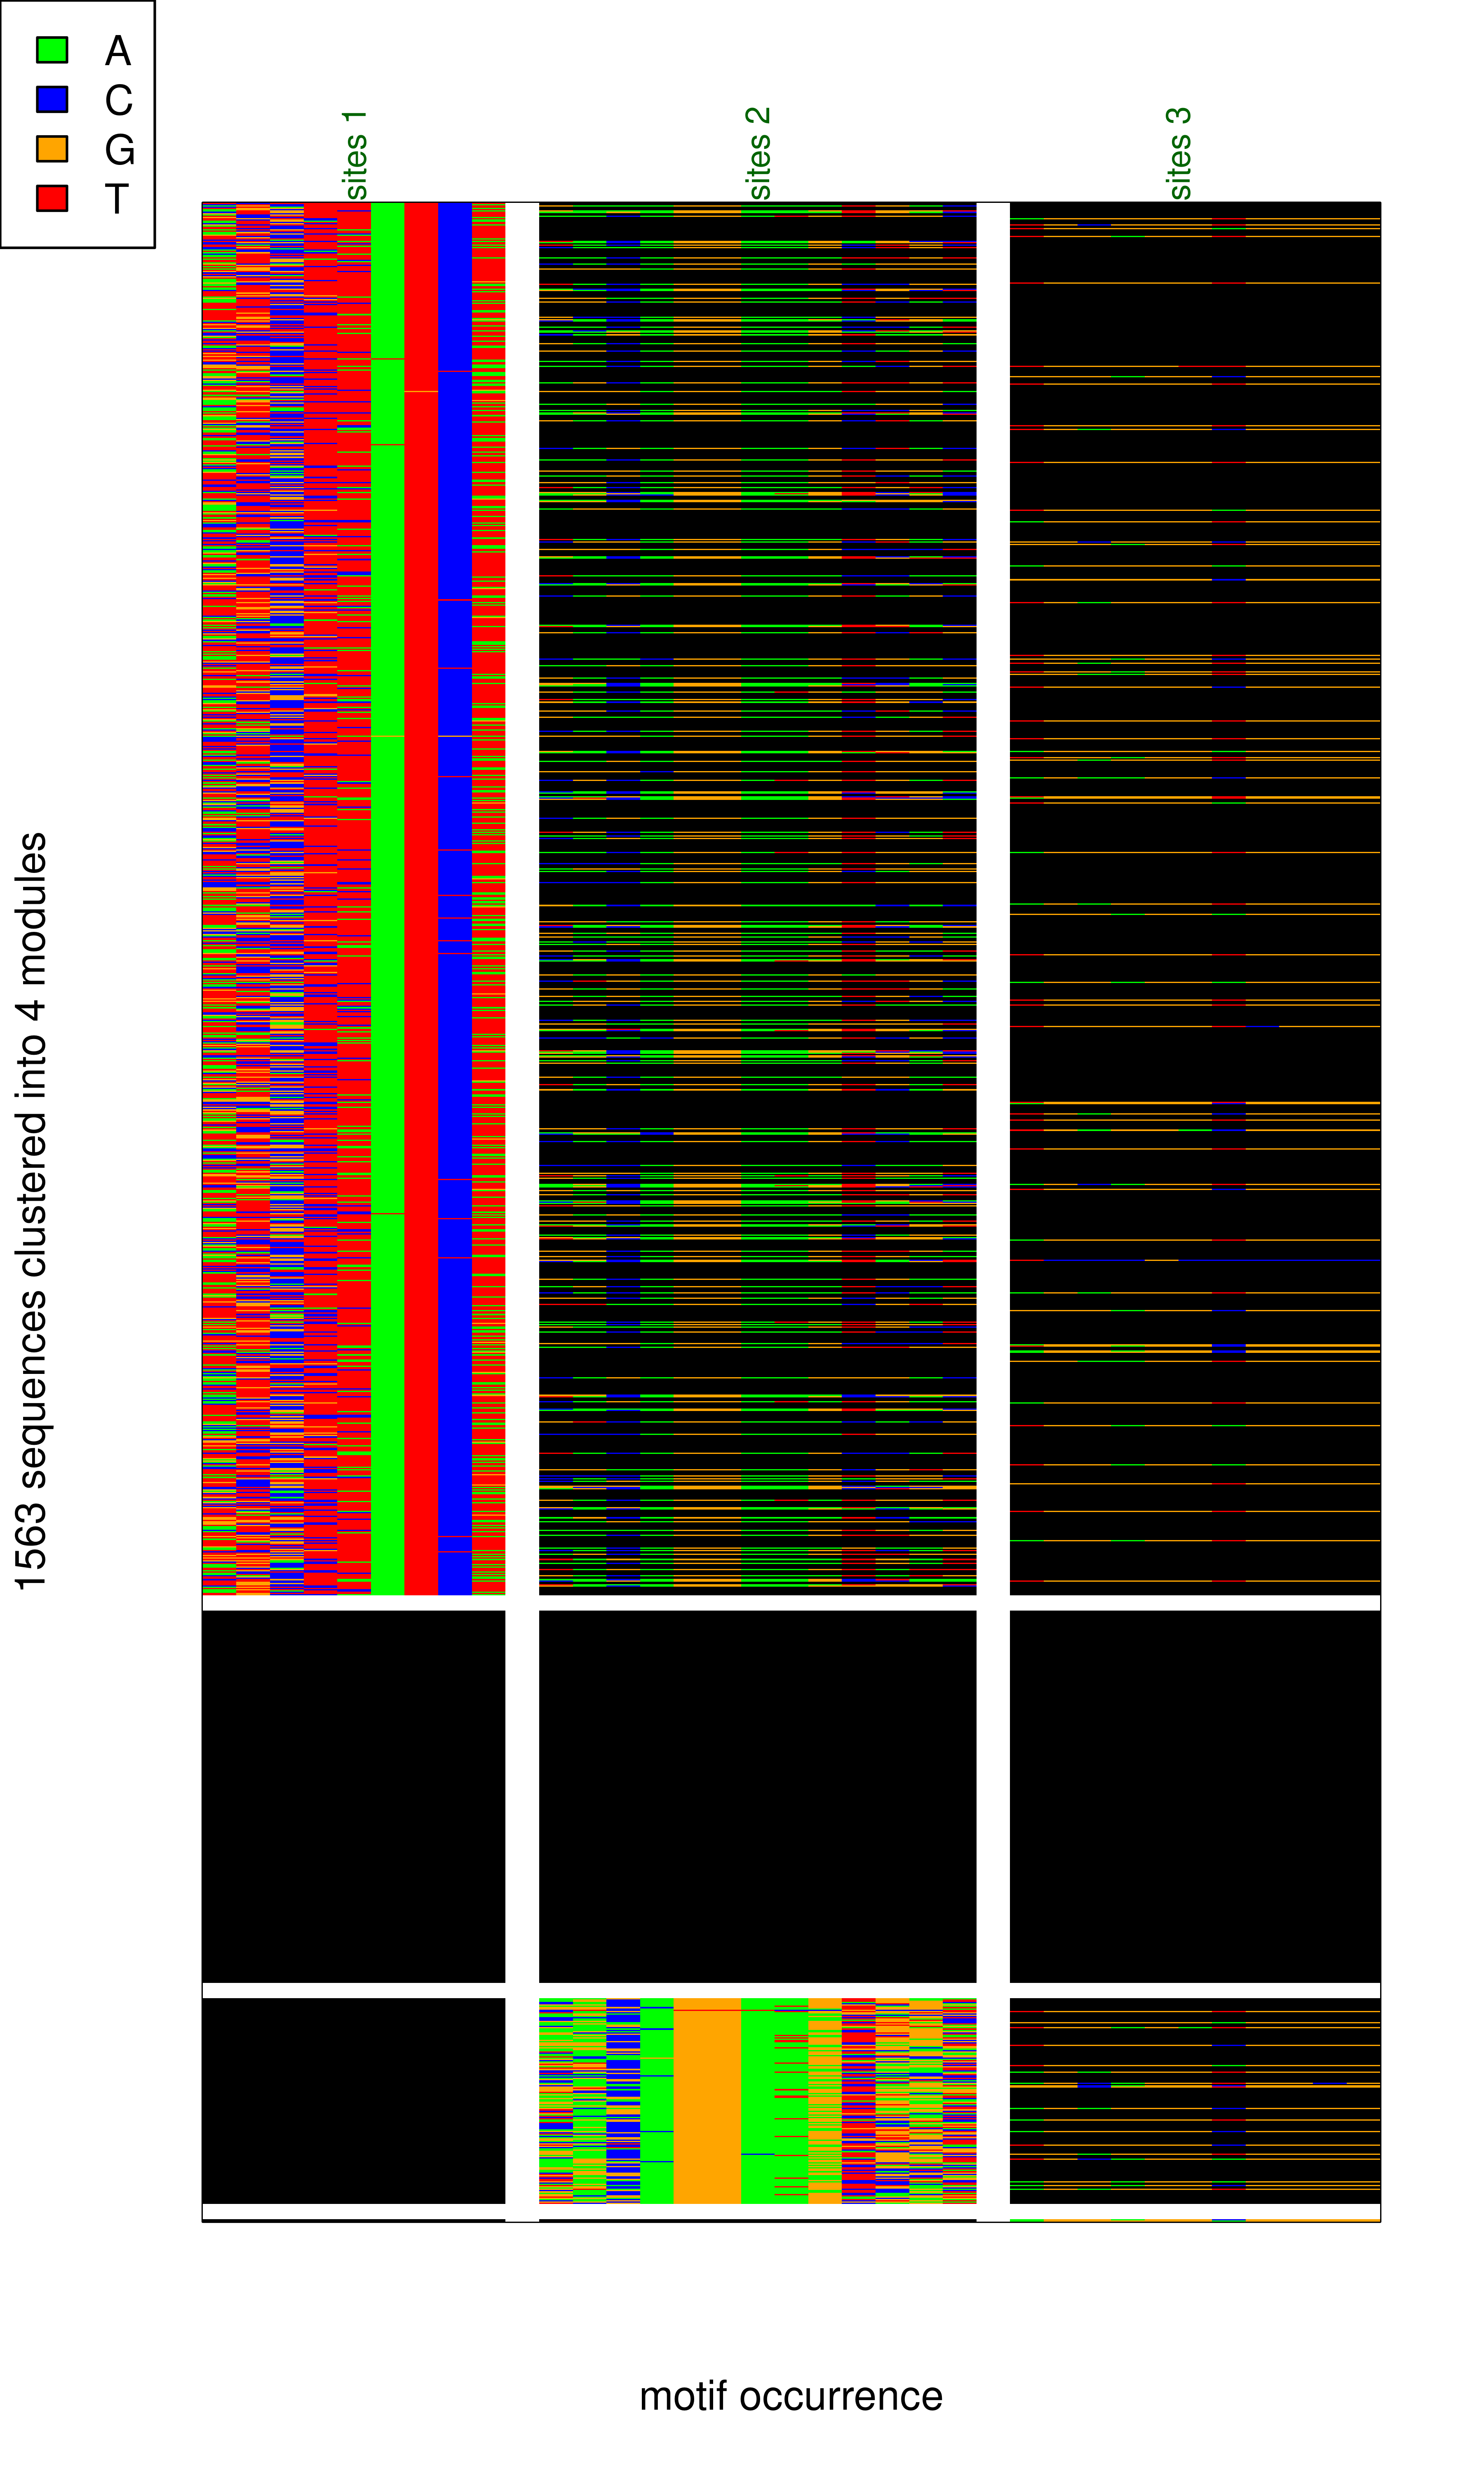 A
C
G
T
sites 1
sites 2
sites 3
1563 sequences clustered into 4 modules
motif occurrence